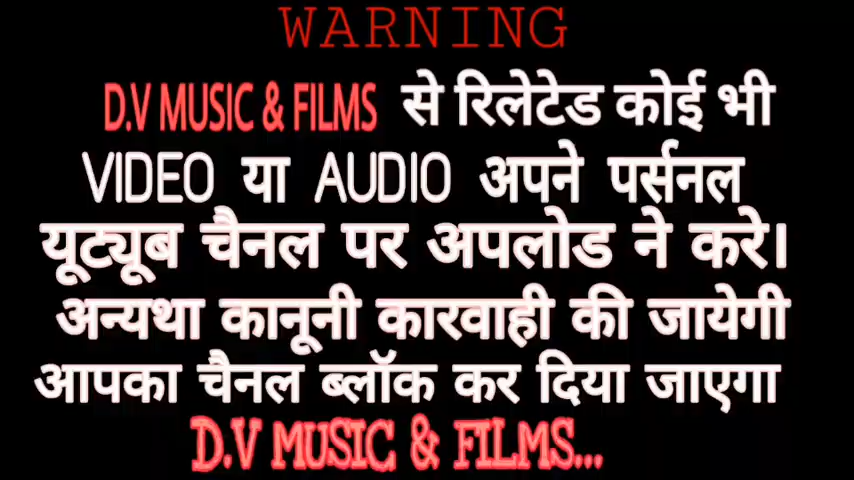 WARNING
D.V MUSIC & FILMS से रिलेटेड कोई भी
VIDEO या AUDIO अपने पर्सनल
यूट्यूब चैनल पर अपलोड ने करे।
अन्यथा कानूनी कारवाही की जायेगी
आपका चैनल ब्लॉक कर दिया जाएगा
D.V MUSIC & FILMS...